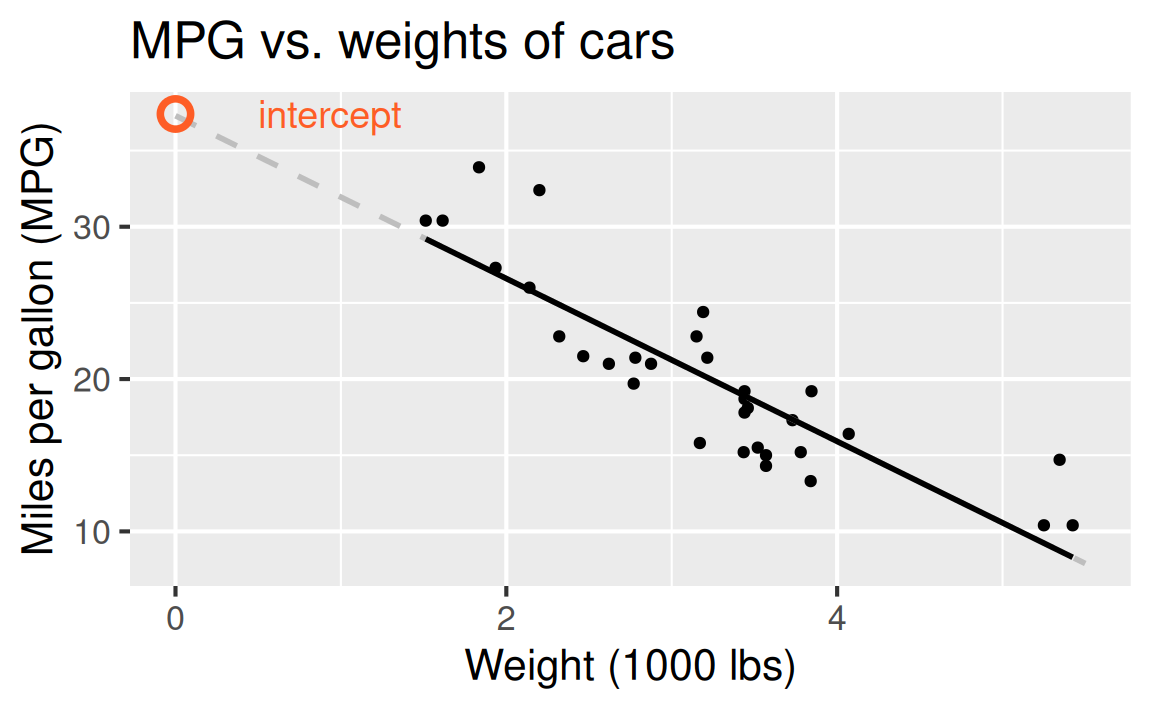 MPG vs. weights of cars
intercept
Miles per gallon (MPG)
30
20
10
0 2 4
Weight (1000 lbs)